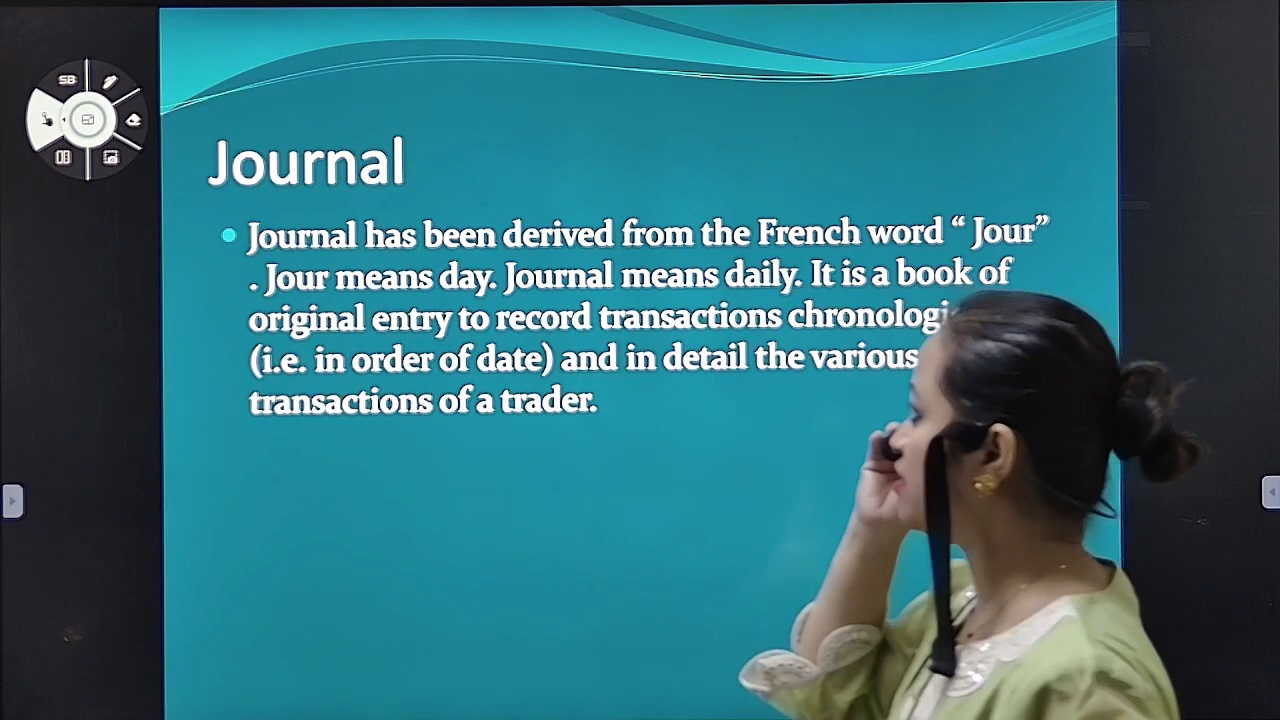 SB
Journal
Journal has been derived from the French word “ Jour”
. Jour means day. Journal means daily. It is a book of
original entry to record transactions
(i.e. in order of date) and in detail the various
transactions of a trader.